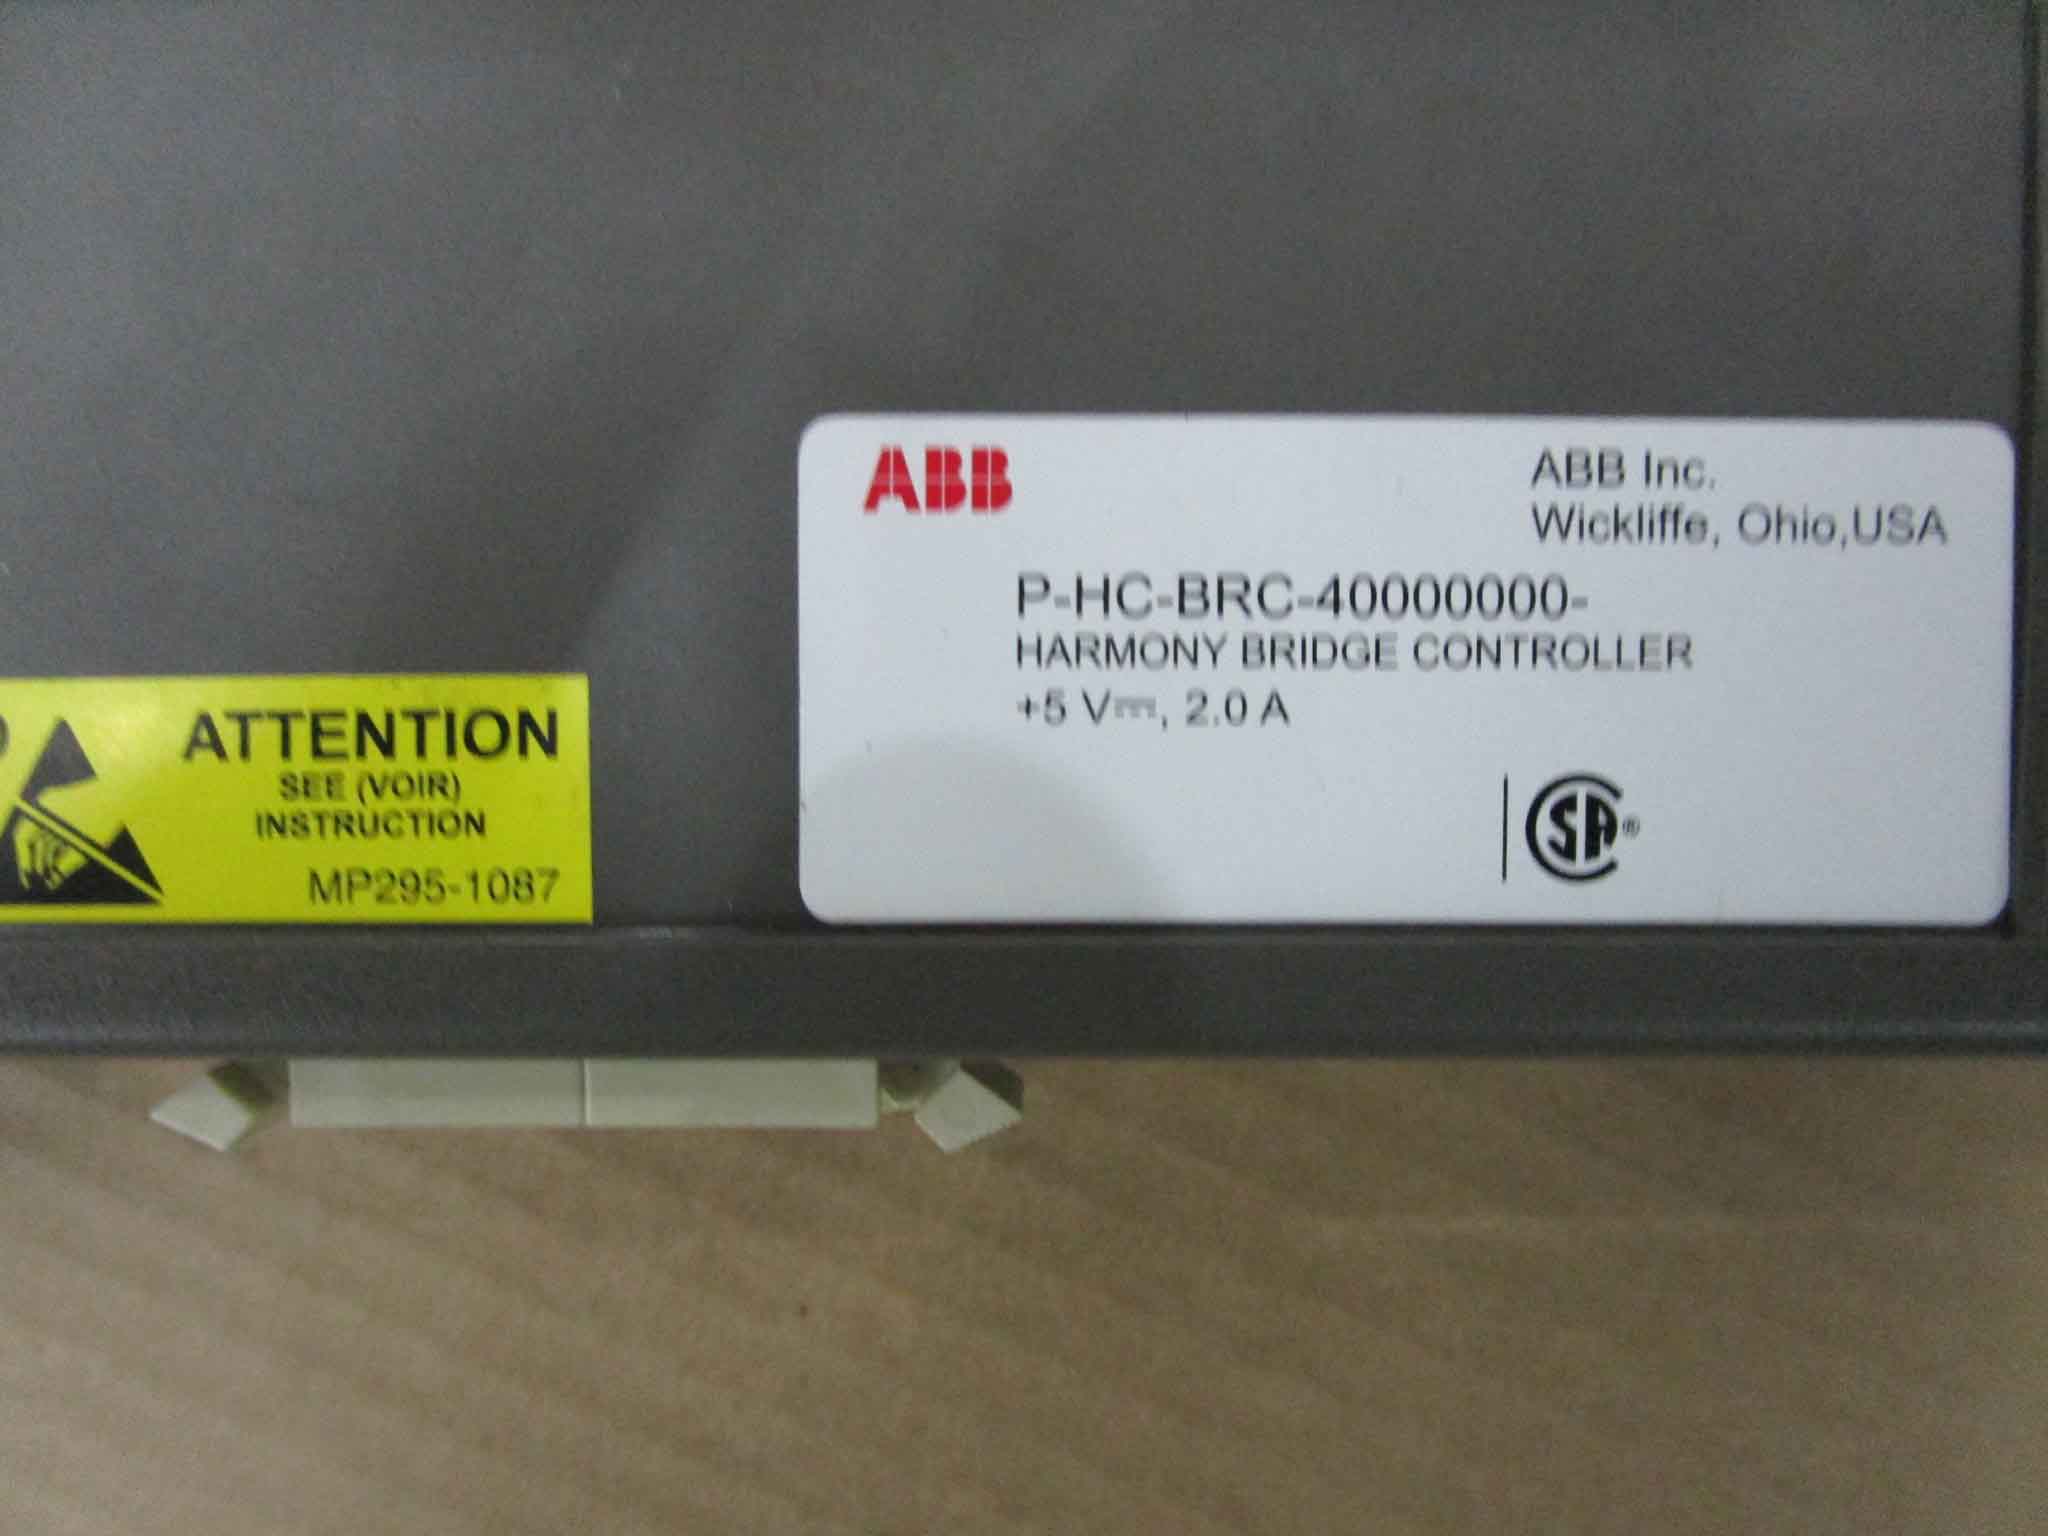 ABB
ABB Inc.
Wickliffe, Ohio,USA
P-HC-BRC-40000000-
HARMONY BRIDGE CONTROLLER
+5 V⎓, 2.0 A
CSA®
ATTENTION
SEE (VOIR)
INSTRUCTION
MP295-1087